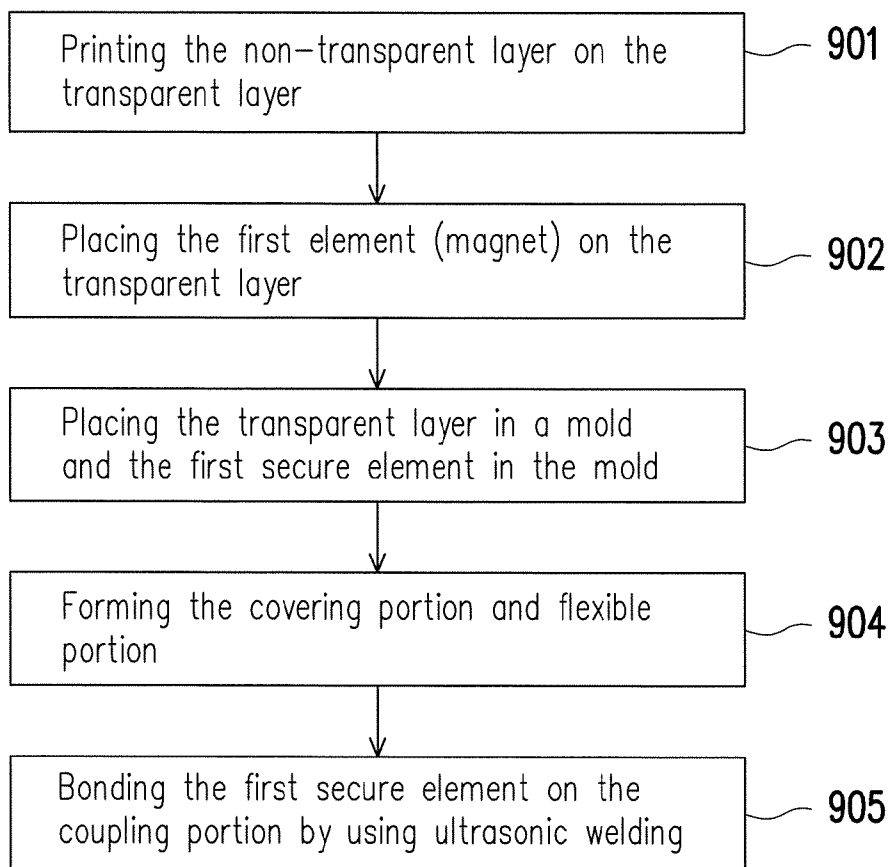 Printing the non-transparent layer on the
transparent layer
901
Placing the first element (magnet) on the
transparent layer
902
Placing the transparent layer in a mold
and the first secure element in the mold
903
Forming the covering portion and flexible
portion
904
Bonding the first secure element on the
coupling portion by using ultrasonic welding
905